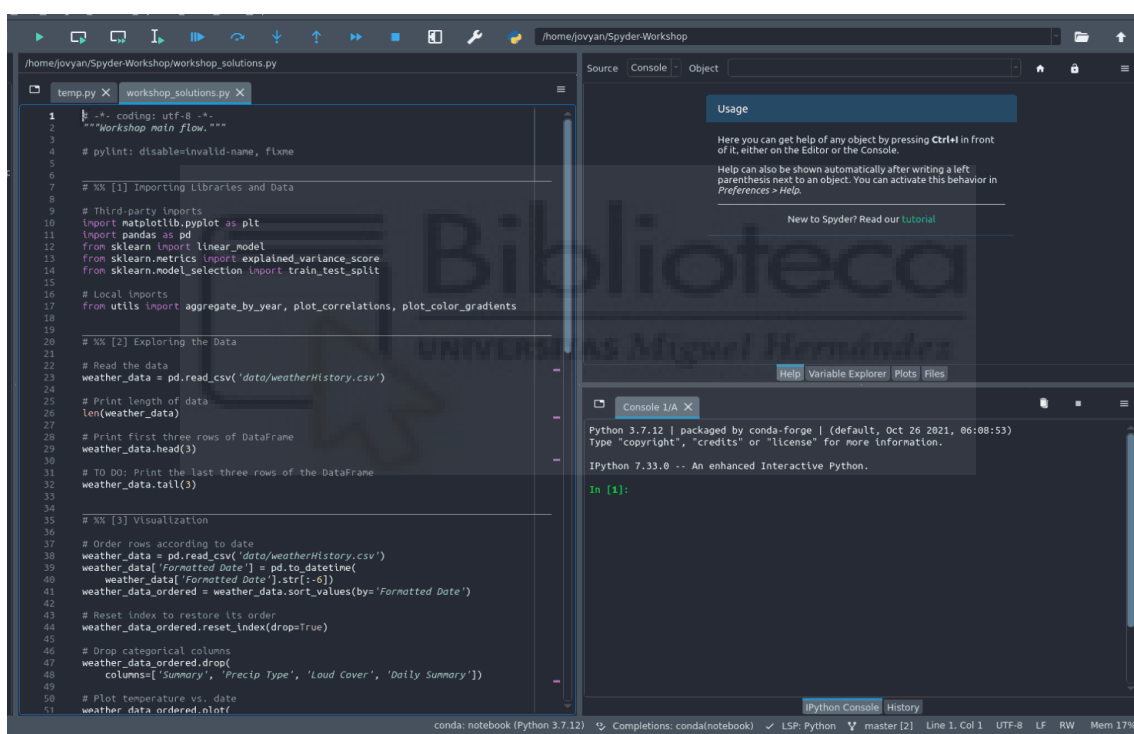 /home/jovyan/Spyder-Workshop
/home/jovyan/Spyder-Workshop/workshop_solutions.py
temp.py
workshop_solutions.py
1 # -*- coding: utf-8 -*-
2 """Workshop main flow."""
3
4 # pylint: disable=invalid-name, fixme
5
6
7 # %% [1] Importing Libraries and Data
8
9 # Third-party imports
10 import matplotlib.pyplot as plt
11 import pandas as pd
12 from sklearn import linear_model
13 from sklearn.metrics import explained_variance_score
14 from sklearn.model_selection import train_test_split
15
16 # Local imports
17 from utils import aggregate_by_year, plot_correlations, plot_color_gradients
18
19
20 # %% [2] Exploring the Data
21
22 # Read the data
23 weather_data = pd.read_csv('data/weatherHistory.csv')
24
25 # Print length of data
26 len(weather_data)
27
28 # Print first three rows of DataFrame
29 weather_data.head(3)
30
31 # TO DO: Print the last three rows of the DataFrame
32 weather_data.tail(3)
33
34
35 # %% [3] Visualization
36
37 # Order rows according to date
38 weather_data = pd.read_csv('data/weatherHistory.csv')
39 weather_data['Formatted Date'] = pd.to_datetime(
40 weather_data['Formatted Date'].str[:-6])
41 weather_data_ordered = weather_data.sort_values(by='Formatted Date')
42
43 # Reset index to restore its order
44 weather_data_ordered.reset_index(drop=True)
45
46 # Drop categorical columns
47 weather_data_ordered.drop(
48 columns=['Summary', 'Precip Type', 'Loud Cover', 'Daily Summary'])
49
50 # Plot temperature vs. date
51 weather_data_ordered.plot(
Source Console Object
Usage
Here you can get help of any object by pressing Ctrl+I in front
of it, either on the Editor or the Console.
Help can also be shown automatically after writing a left
parenthesis next to an object. You can activate this behavior in
Preferences > Help.
New to Spyder? Read our tutorial
Help Variable Explorer Plots Files
Console 1/A
Python 3.7.12 | packaged by conda-forge | (default, Oct 26 2021, 06:08:53)
Type "copyright", "credits" or "license" for more information.
IPython 7.33.0 -- An enhanced Interactive Python.
In [1]:
IPython Console History
conda: notebook (Python 3.7.12) Completions: conda(notebook) LSP: Python master [2] Line 1, Col 1 UTF-8 LF RW Mem 17%
Biblioteca
UNIVERSITAS Miguel Hernández